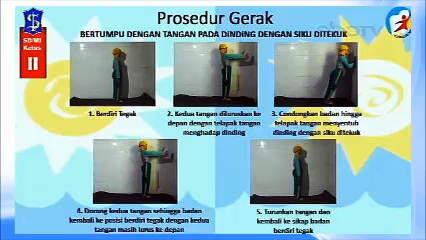 Prosedur Gerak
BERTUMPU DENGAN TANGAN PADA DINDING DENGAN SIKU DITEKUK
SD/MI
Kelas
II
1. Berdiri Tegak
2. Kedua tangan diluruskan ke
depan dengan telapak tangan
menghadap dinding
3. Condongkan badan hingga
telapak tangan menyentuh
dinding dengan siku ditekuk
4. Dorong kedua tangan sehingga badan
kembali ke posisi berdiri tegak dengan kedua
tangan masih lurus ke depan
5. Turunkan tangan dan
kembali ke sikap badan
berdiri tegak